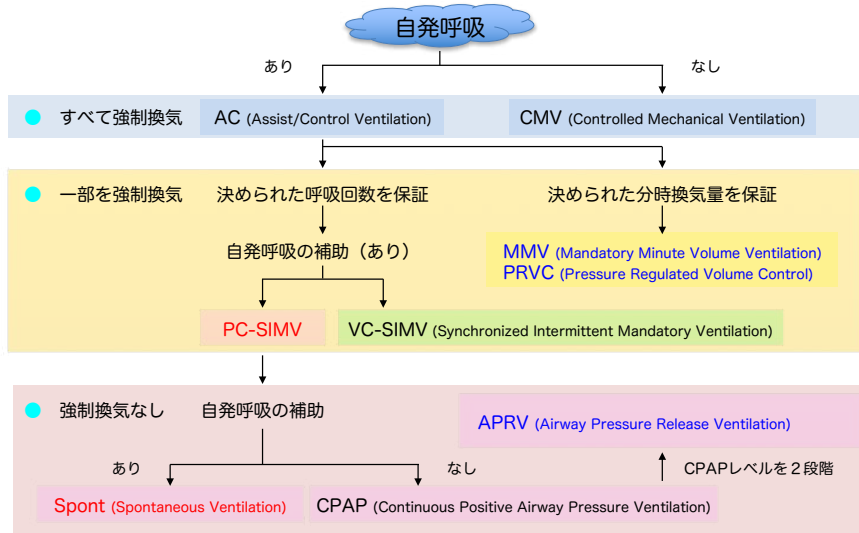 自発呼吸
あり
なし
すべて強制換気
AC (Assist/Control Ventilation)
CMV (Controlled Mechanical Ventilation)
一部を強制換気
決められた呼吸回数を保証
決められた分時換気量を保証
自発呼吸の補助（あり）
MMV (Mandatory Minute Volume Ventilation)
PRVC (Pressure Regulated Volume Control)
PC-SIMV
VC-SIMV (Synchronized Intermittent Mandatory Ventilation)
強制換気なし
自発呼吸の補助
APRV (Airway Pressure Release Ventilation)
あり
なし
CPAPレベルを２段階
Spont (Spontaneous Ventilation)
CPAP (Continuous Positive Airway Pressure Ventilation)